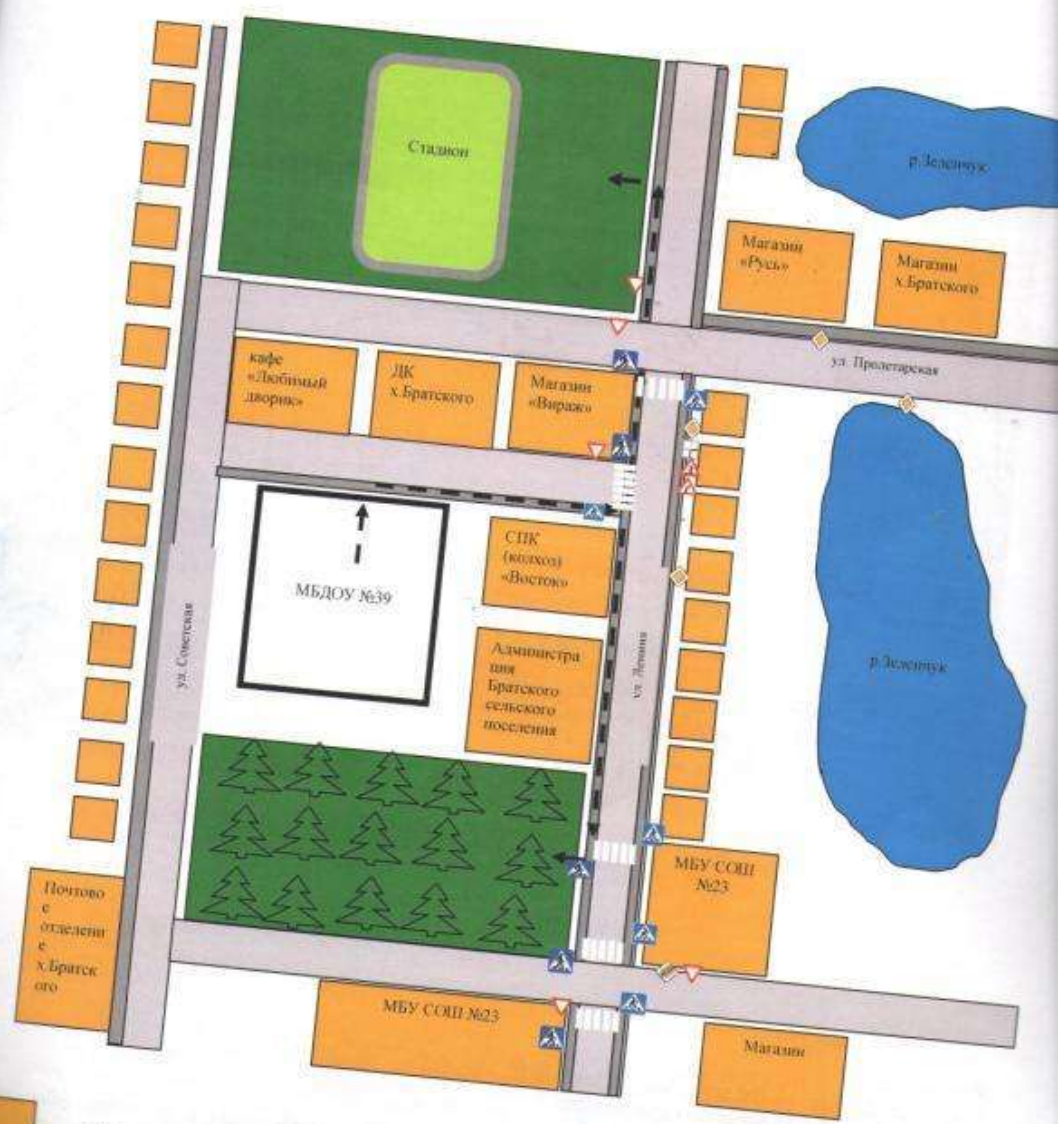 Стадион
р.Зеленчук
Магазин
«Русь»
Магазин
х.Братского
ул. Пролетарская
кафе
«Любимый
дворик»
ДК
х.Братского
Магазин
«Вираж»
СПК
(колхоз)
«Восток»
МБДОУ №39
ул. Советская
ул. Ленина
Администра
ция
Братского
сельского
поселения
р.Зеленчук
МБУ СОШ
№23
Почтово
е
отделени
е
х.Братск
ого
МБУ СОШ №23
Магазин